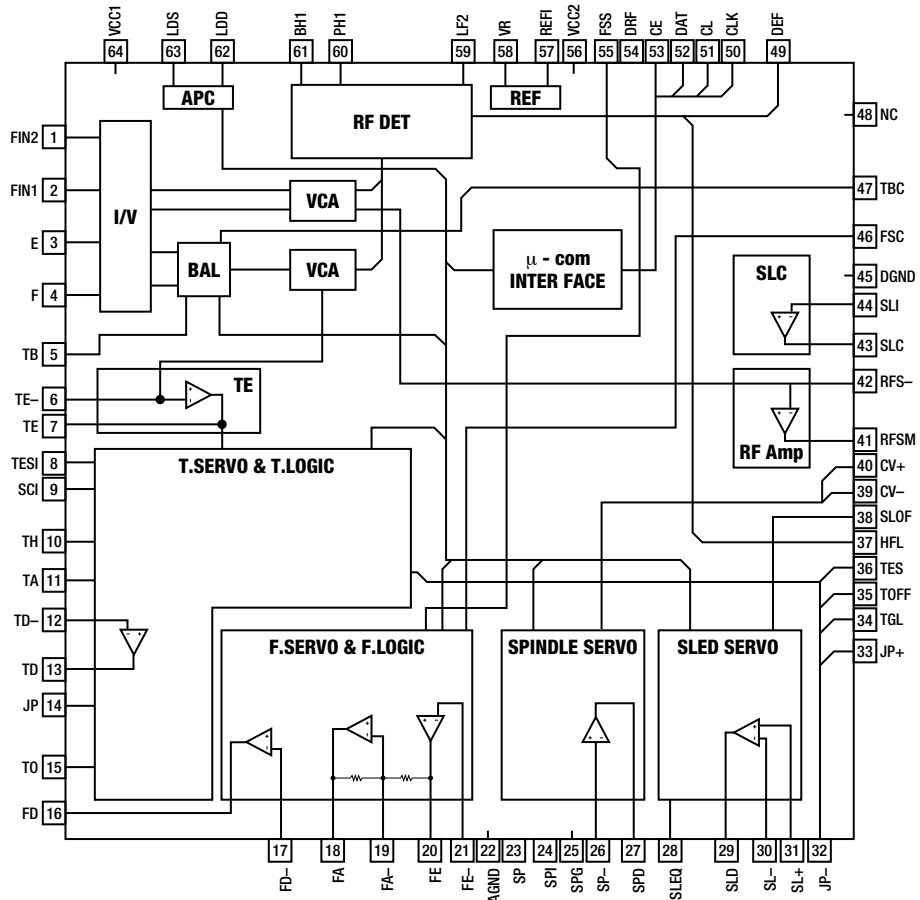 VCC1 LDS LDD BH1 PH1 LF2 VR REFI VCC2 FSS DRF CE DAT CL CLK DEF
64 63 62 61 60 59 58 57 56 55 54 53 52 51 50 49
APC
REF
RF DET
48 NC
FIN2 1
FIN1 2
I/V
VCA
47 TBC
E 3
46 FSC
BAL
VCA
μ - com
INTER FACE
SLC
45 DGND
F 4
44 SLI
TB 5
43 SLC
TE
42 RFS–
TE– 6
TE 7
RF Amp
41 RFSM
T.SERVO & T.LOGIC
TESI 8
40 CV+
SCI 9
39 CV–
38 SLOF
TH 10
37 HFL
36 TES
TA 11
35 TOFF
TD– 12
34 TGL
F.SERVO & F.LOGIC
SPINDLE SERVO
SLED SERVO
33 JP+
TD 13
JP 14
TO 15
FD 16
17 18 19 20 21 22 23 24 25 26 27 28 29 30 31 32
FD– FA FA– FE FE– AGND SP SPI SPG SP– SPD SLEQ SLD SL– SL+ JP–